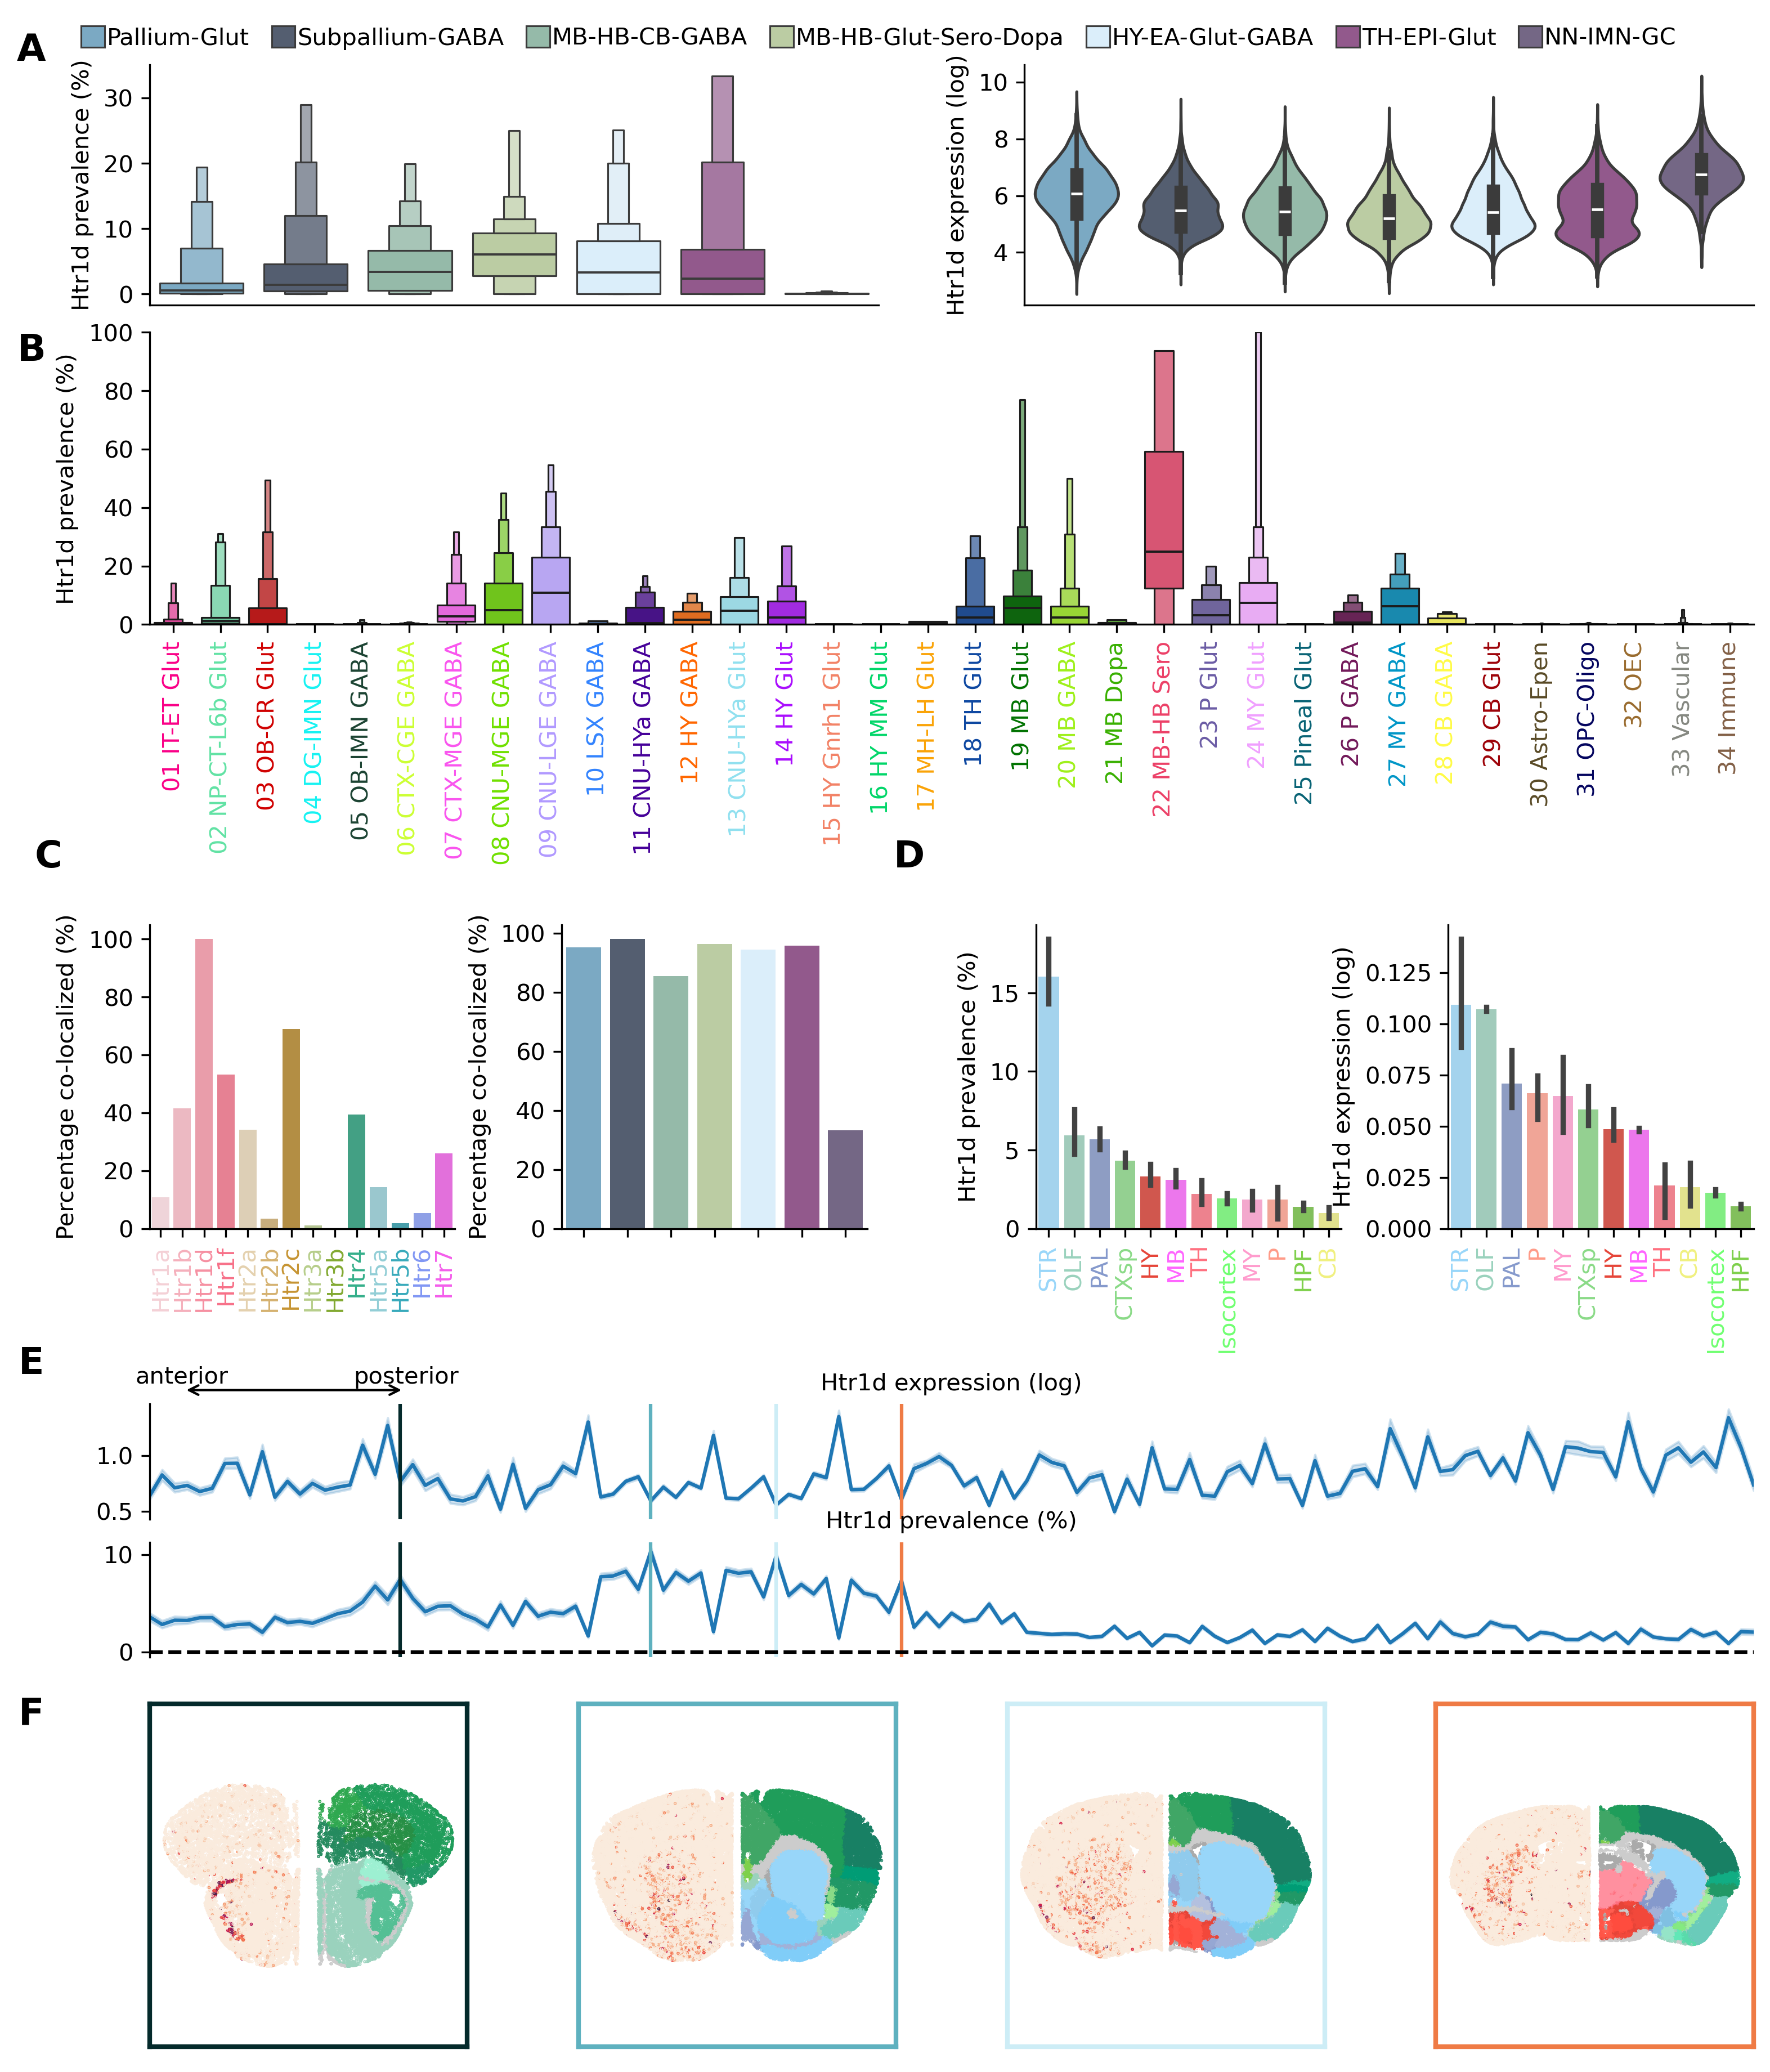 A
Pallium-Glut Subpallium-GABA MB-HB-CB-GABA MB-HB-Glut-Sero-Dopa HY-EA-Glut-GABA TH-EPI-Glut NN-IMN-GC
Htr1d prevalence (%)
30
20
10
0
Htr1d expression (log)
10
8
6
4
B
Htr1d prevalence (%)
100
80
60
40
20
0
01 IT-ET Glut
02 NP-CT-L6b Glut
03 OB-CR Glut
04 DG-IMN Glut
05 OB-IMN GABA
06 CTX-CGE GABA
07 CTX-MGE GABA
08 CNU-MGE GABA
09 CNU-LGE GABA
10 LSX GABA
11 CNU-HYa GABA
12 HY GABA
13 CNU-HYa Glut
14 HY Glut
15 HY Gnrh1 Glut
16 HY MM Glut
17 MH-LH Glut
18 TH Glut
19 MB Glut
20 MB GABA
21 MB Dopa
22 MB-HB Sero
23 P Glut
24 MY Glut
25 Pineal Glut
26 P GABA
27 MY GABA
28 CB GABA
29 CB Glut
30 Astro-Epen
31 OPC-Oligo
32 OEC
33 Vascular
34 Immune
C
Percentage co-localized (%)
100
80
60
40
20
0
Htr1a
Htr1b
Htr1d
Htr1f
Htr2a
Htr2b
Htr2c
Htr3a
Htr3b
Htr4
Htr5a
Htr5b
Htr6
Htr7
Percentage co-localized (%)
100
80
60
40
20
0
D
Htr1d prevalence (%)
15
10
5
0
STR
OLF
PAL
CTXsp
HY
MB
TH
Isocortex
MY
P
HPF
CB
Htr1d expression (log)
0.125
0.100
0.075
0.050
0.025
0.000
STR
OLF
PAL
P
MY
CTXsp
HY
MB
TH
CB
Isocortex
HPF
E
anterior posterior
Htr1d expression (log)
1.0
0.5
Htr1d prevalence (%)
10
0
F